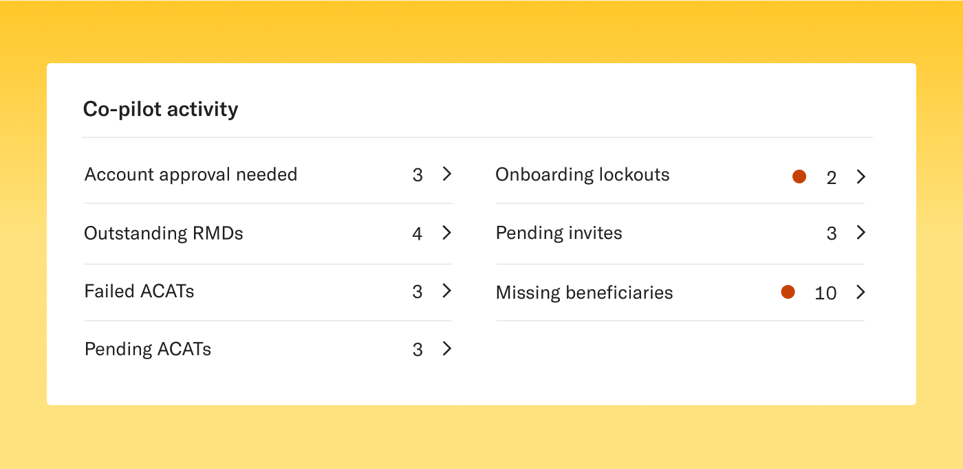 Co-pilot activity
Account approval needed 3
Outstanding RMDs 4
Failed ACATs 3
Pending ACATs 3
Onboarding lockouts 2
Pending invites 3
Missing beneficiaries 10